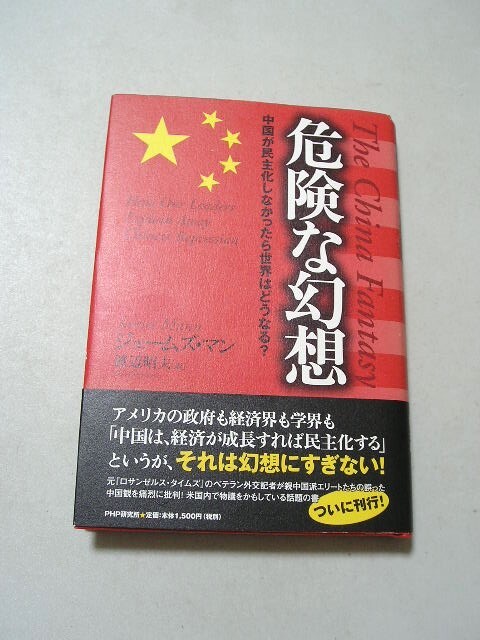 危険な幻想
The China Fantasy
中国が民主化しなかったら世界はどうなる?
How Our Leaders
Explain Away
Chinese Repression
James Mann
ジェームズ・マン
渡辺昭夫
アメリカの政府も経済界も学界も
「中国は、経済が成長すれば民主化する」
というが、それは幻想にすぎない!
元「ロサンゼルス・タイムズ」のベテラン外交記者が親中国派エリートたちの誤った
中国観を痛烈に批判! 米国内で物議をかもしている話題の書
ついに刊行!
PHP研究所★定価:本体1,500円(税別)